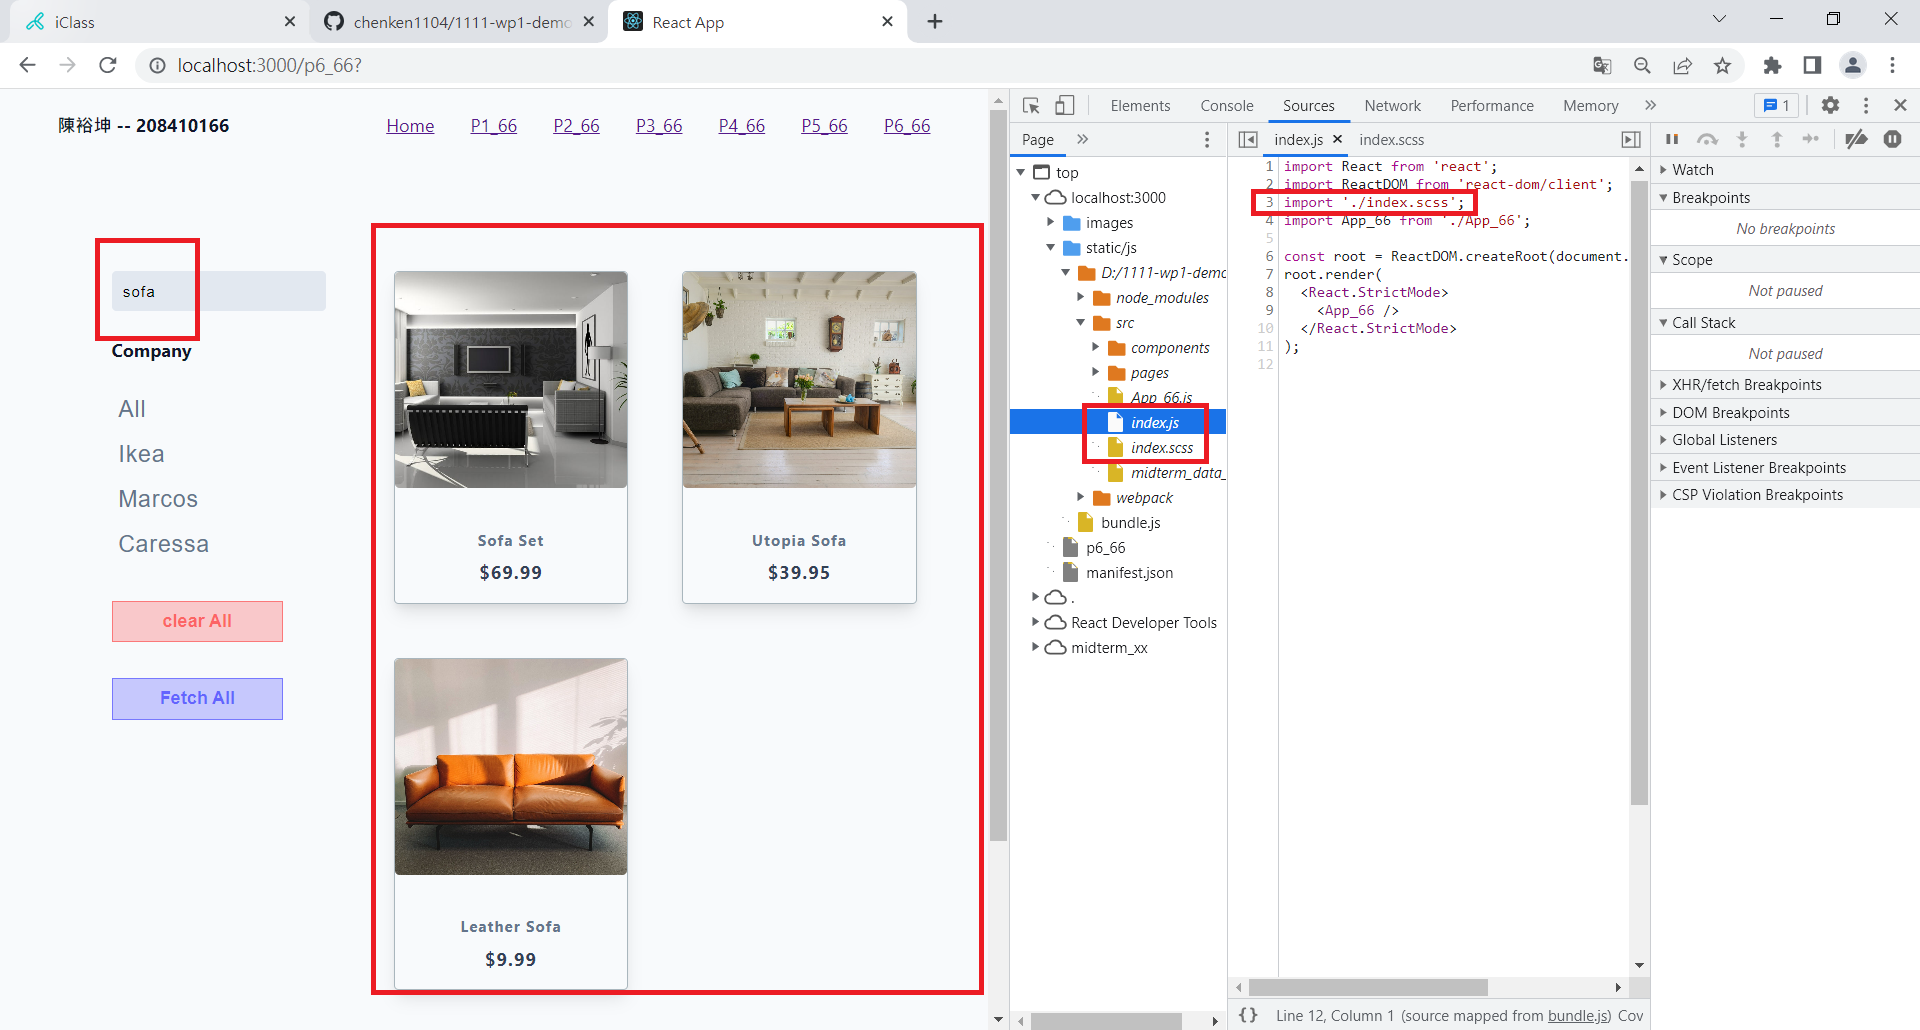 iClass
chenken1104/1111-wp1-demo
React App
localhost:3000/p6_66?
陳裕坤 -- 208410166
Home P1_66 P2_66 P3_66 P4_66 P5_66 P6_66
sofa
Company
All
Ikea
Marcos
Caressa
clear All
Fetch All
Sofa Set
$69.99
Utopia Sofa
$39.95
Leather Sofa
$9.99
Elements Console Sources Network Performance Memory
1
Page
top
localhost:3000
images
static/js
D:/1111-wp1-demo
node_modules
src
components
pages
App_66.js
index.js
index.scss
midterm_data_
webpack
bundle.js
p6_66
manifest.json
.
React Developer Tools
midterm_xx
index.js index.scss
1 import React from 'react';
2 import ReactDOM from 'react-dom/client';
3 import './index.scss';
4 import App_66 from './App_66';
5
6 const root = ReactDOM.createRoot(document.
7 root.render(
8 <React.StrictMode>
9 <App_66 />
10 </React.StrictMode>
11 );
12
{} Line 12, Column 1 (source mapped from bundle.js) Cov
Watch
Breakpoints
No breakpoints
Scope
Not paused
Call Stack
Not paused
XHR/fetch Breakpoints
DOM Breakpoints
Global Listeners
Event Listener Breakpoints
CSP Violation Breakpoints